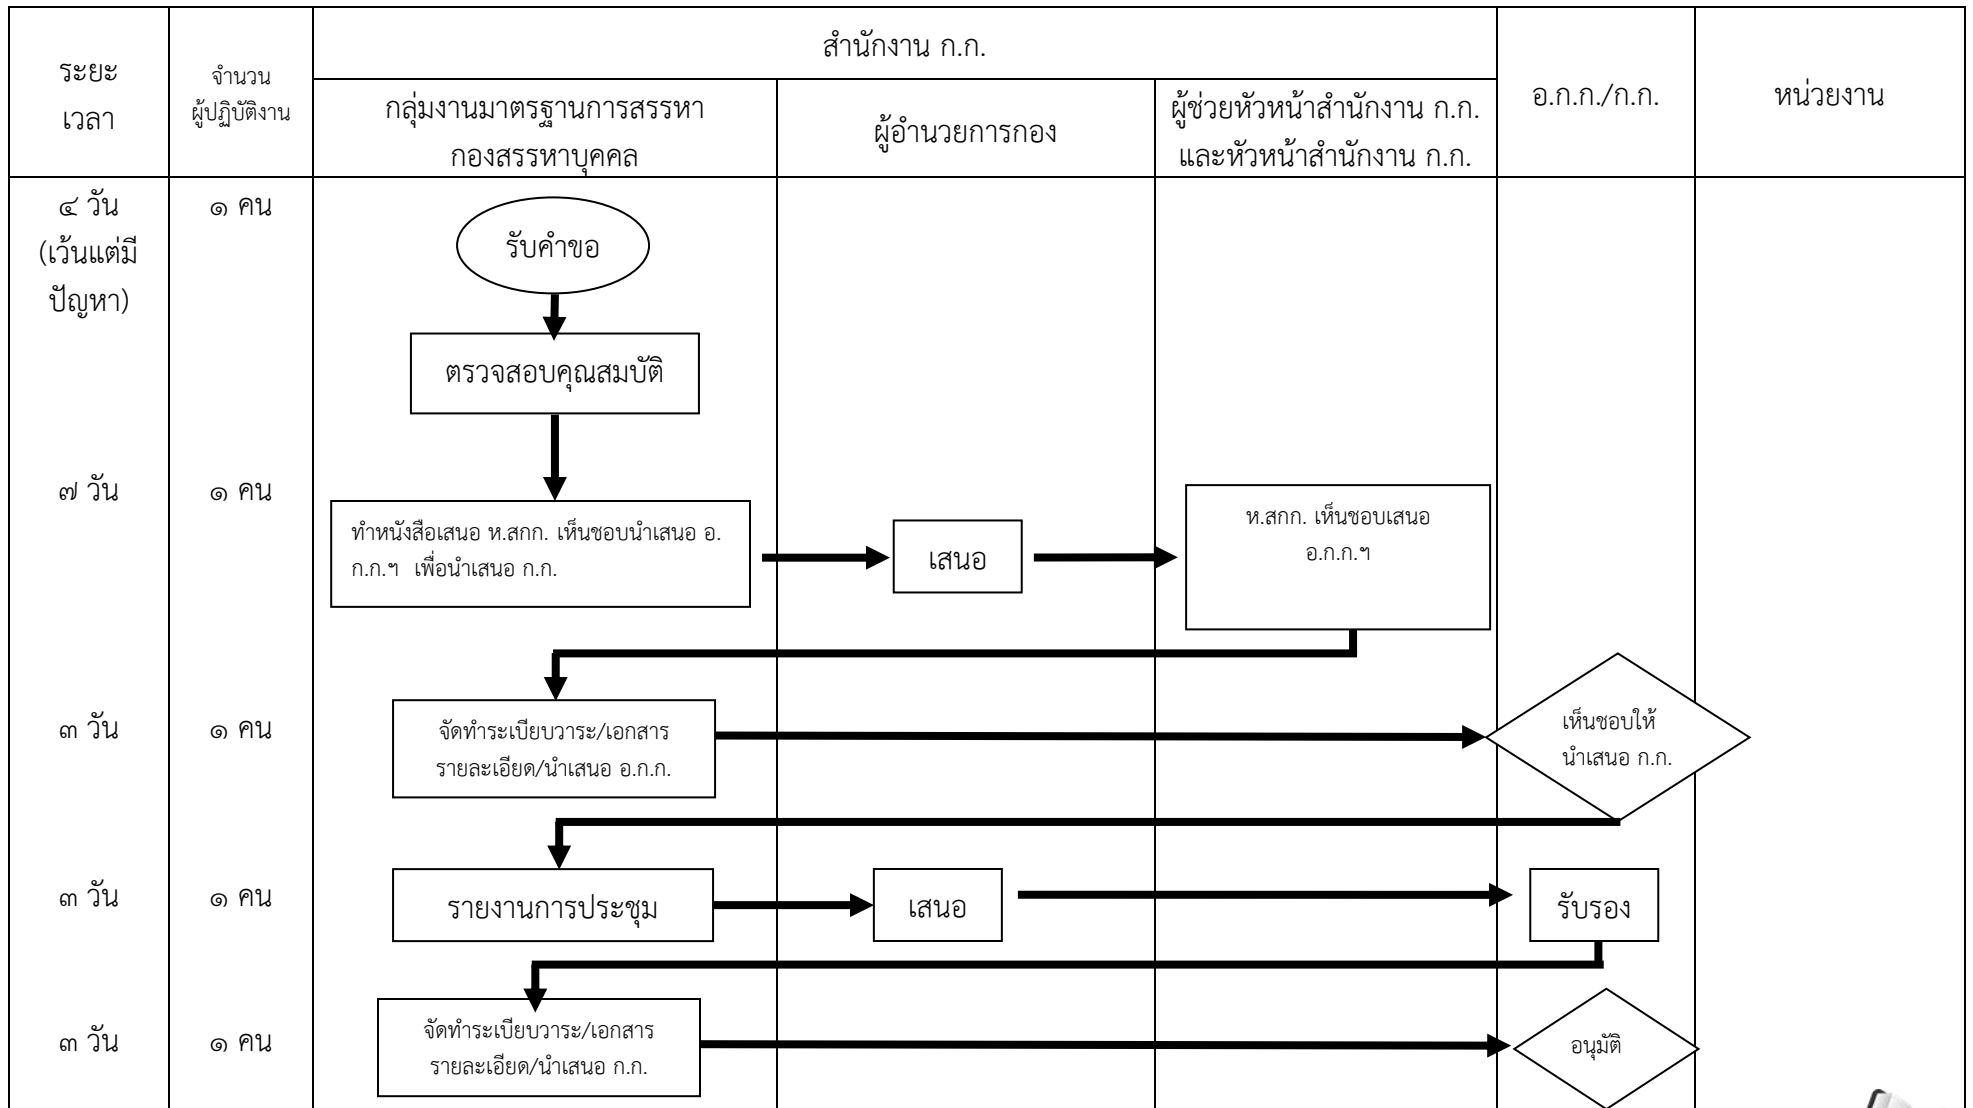 ระยะ
เวลา
จำนวน
ผู้ปฏิบัติงาน
สำนักงาน ก.ก.
กลุ่มงานมาตรฐานการสรรหา
กองสรรหาบุคคล
ผู้อำนวยการกอง
ผู้ช่วยหัวหน้าสำนักงาน ก.ก.
และหัวหน้าสำนักงาน ก.ก.
อ.ก.ก./ก.ก.
หน่วยงาน
๔ วัน
(เว้นแต่มี
ปัญหา)
๑ คน
รับคำขอ
ตรวจสอบคุณสมบัติ
๗ วัน
๑ คน
ทำหนังสือเสนอ ห.สกก. เห็นชอบนำเสนอ อ.
ก.ก.ฯ เพื่อนำเสนอ ก.ก.
เสนอ
ห.สกก. เห็นชอบเสนอ
อ.ก.ก.ฯ
๓ วัน
๑ คน
จัดทำระเบียบวาระ/เอกสาร
รายละเอียด/นำเสนอ อ.ก.ก.
เห็นชอบให้
นำเสนอ ก.ก.
๓ วัน
๑ คน
รายงานการประชุม
เสนอ
รับรอง
๓ วัน
๑ คน
จัดทำระเบียบวาระ/เอกสาร
รายละเอียด/นำเสนอ ก.ก.
อนุมัติ